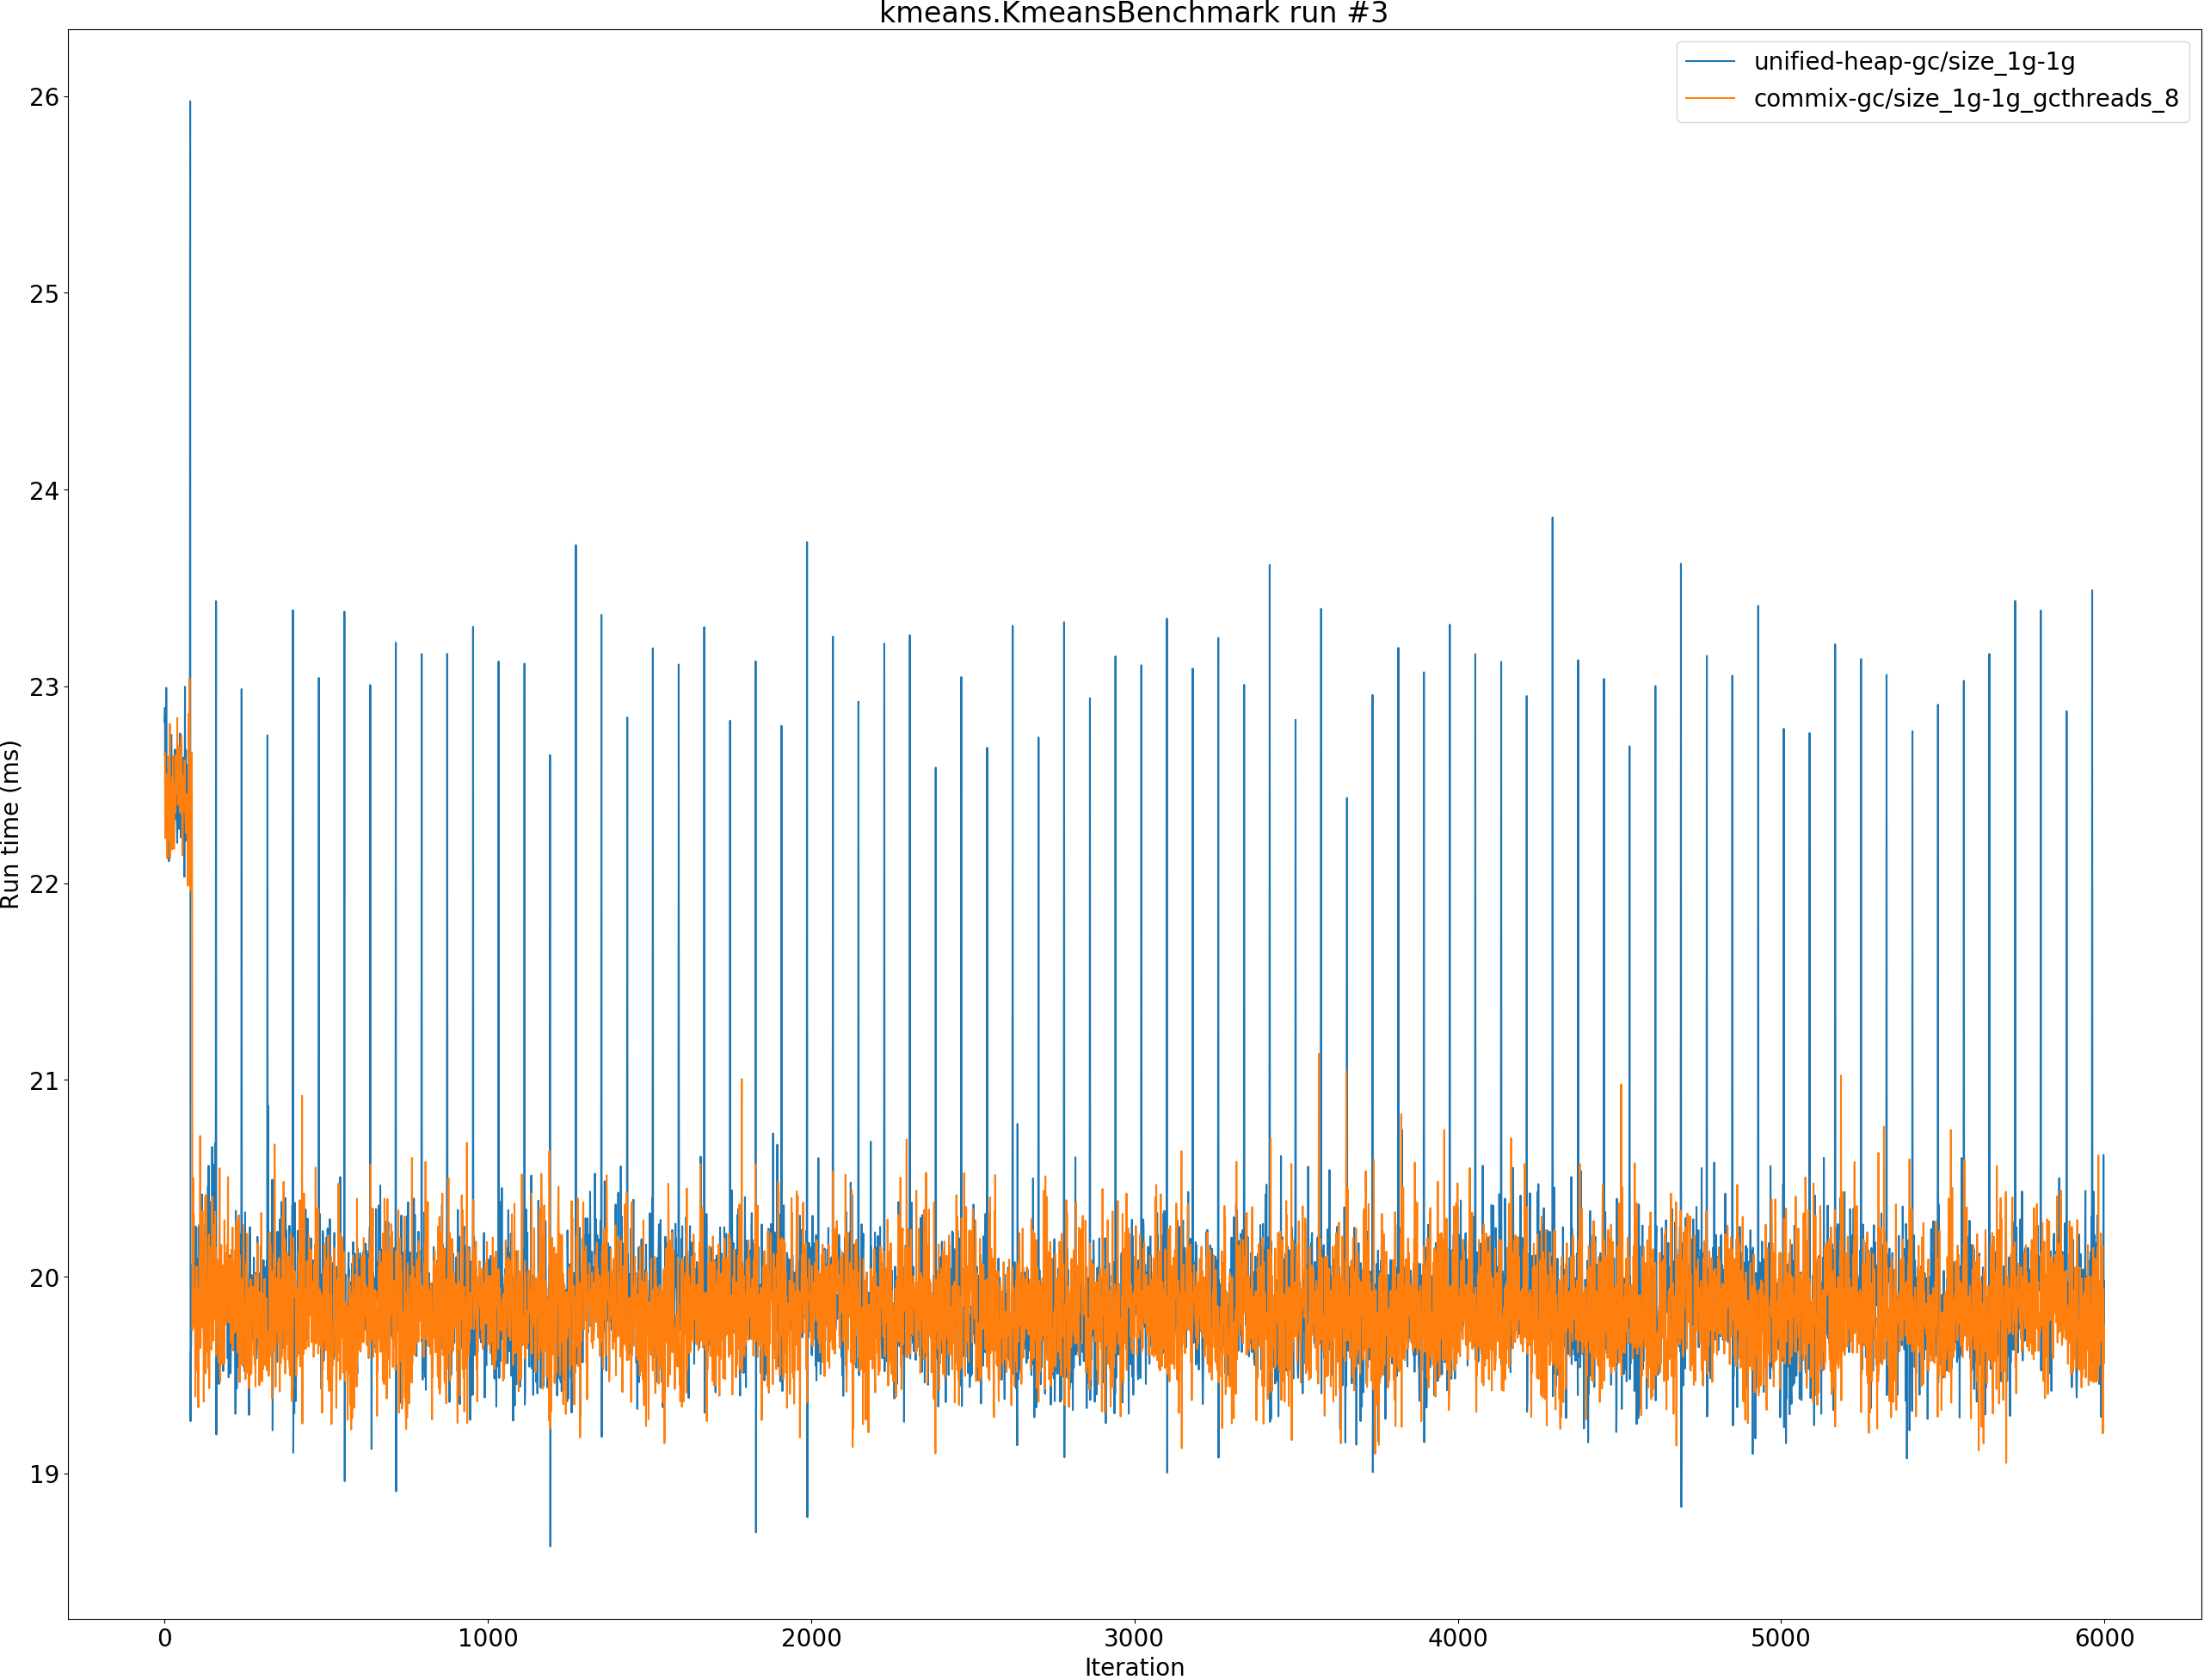 kmeans.KmeansBenchmark run #3
unified-heap-gc/size_1g-1g
commix-gc/size_1g-1g_gcthreads_8
Run time (ms)
26
25
24
23
22
21
20
19
0 1000 2000 3000 4000 5000 6000
Iteration